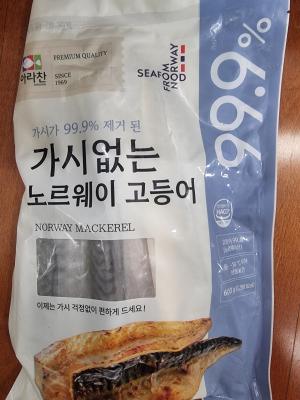 아라찬
PREMIUM QUALITY
SINCE
1969
SEAFOOD
FROM
NORWAY
99.9%
가시가 99.9% 제거 된
가시없는
노르웨이 고등어
NORWAY MACKEREL
HACCP
이제는 가시 걱정없이 편하게 드세요!